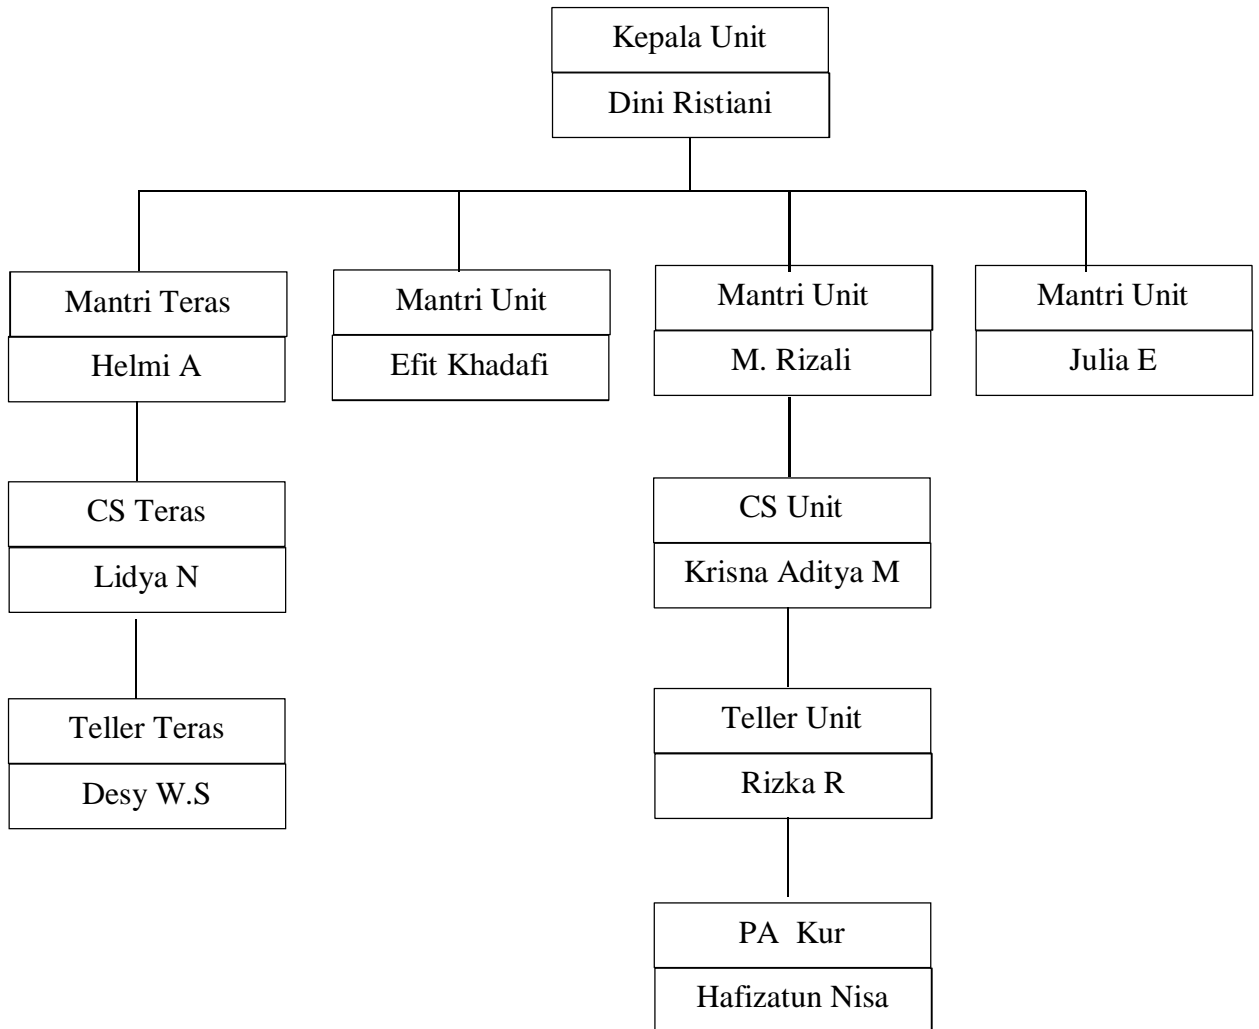 Kepala Unit
Dini Ristiani
Mantri Teras
Helmi A
Mantri Unit
Efit Khadafi
Mantri Unit
M. Rizali
Mantri Unit
Julia E
CS Teras
Lidya N
CS Unit
Krisna Aditya M
Teller Teras
Desy W.S
Teller Unit
Rizka R
PA Kur
Hafizatun Nisa